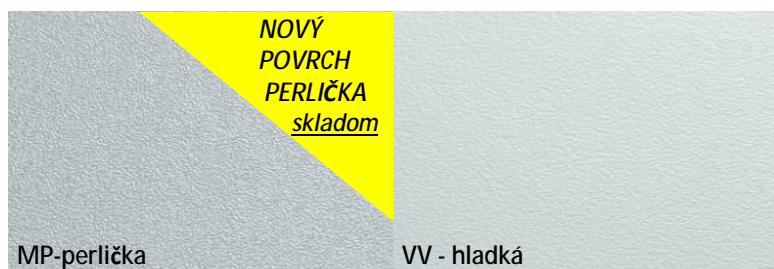 NOVÝ
POVRCH
PERLIČKA
skladom
MP-perlička
VV - hladká